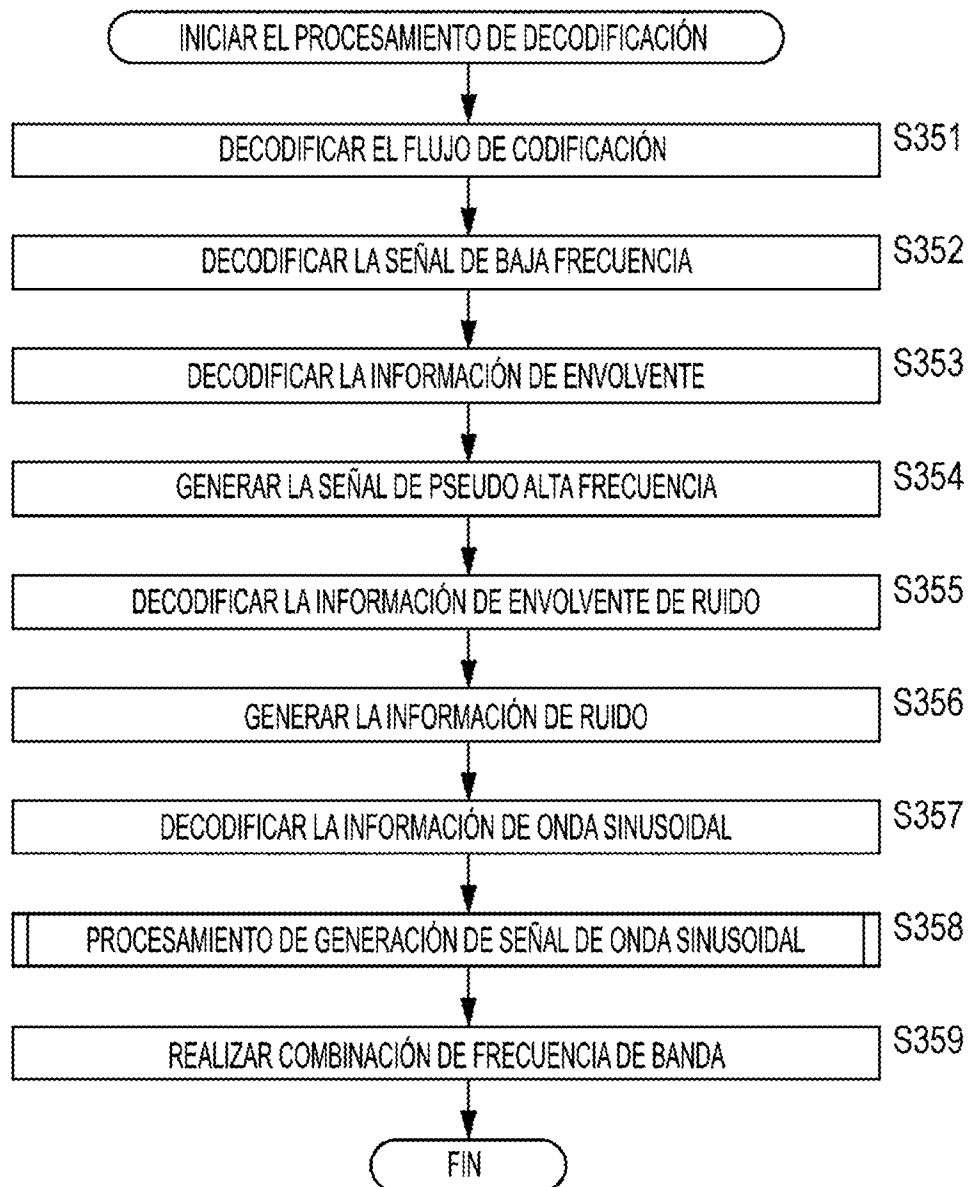 INICIAR EL PROCESAMIENTO DE DECODIFICACIÓN
DECODIFICAR EL FLUJO DE CODIFICACIÓN S351
DECODIFICAR LA SEÑAL DE BAJA FRECUENCIA S352
DECODIFICAR LA INFORMACIÓN DE ENVOLVENTE S353
GENERAR LA SEÑAL DE PSEUDO ALTA FRECUENCIA S354
DECODIFICAR LA INFORMACIÓN DE ENVOLVENTE DE RUIDO S355
GENERAR LA INFORMACIÓN DE RUIDO S356
DECODIFICAR LA INFORMACIÓN DE ONDA SINUSOIDAL S357
PROCESAMIENTO DE GENERACIÓN DE SEÑAL DE ONDA SINUSOIDAL S358
REALIZAR COMBINACIÓN DE FRECUENCIA DE BANDA S359
FIN